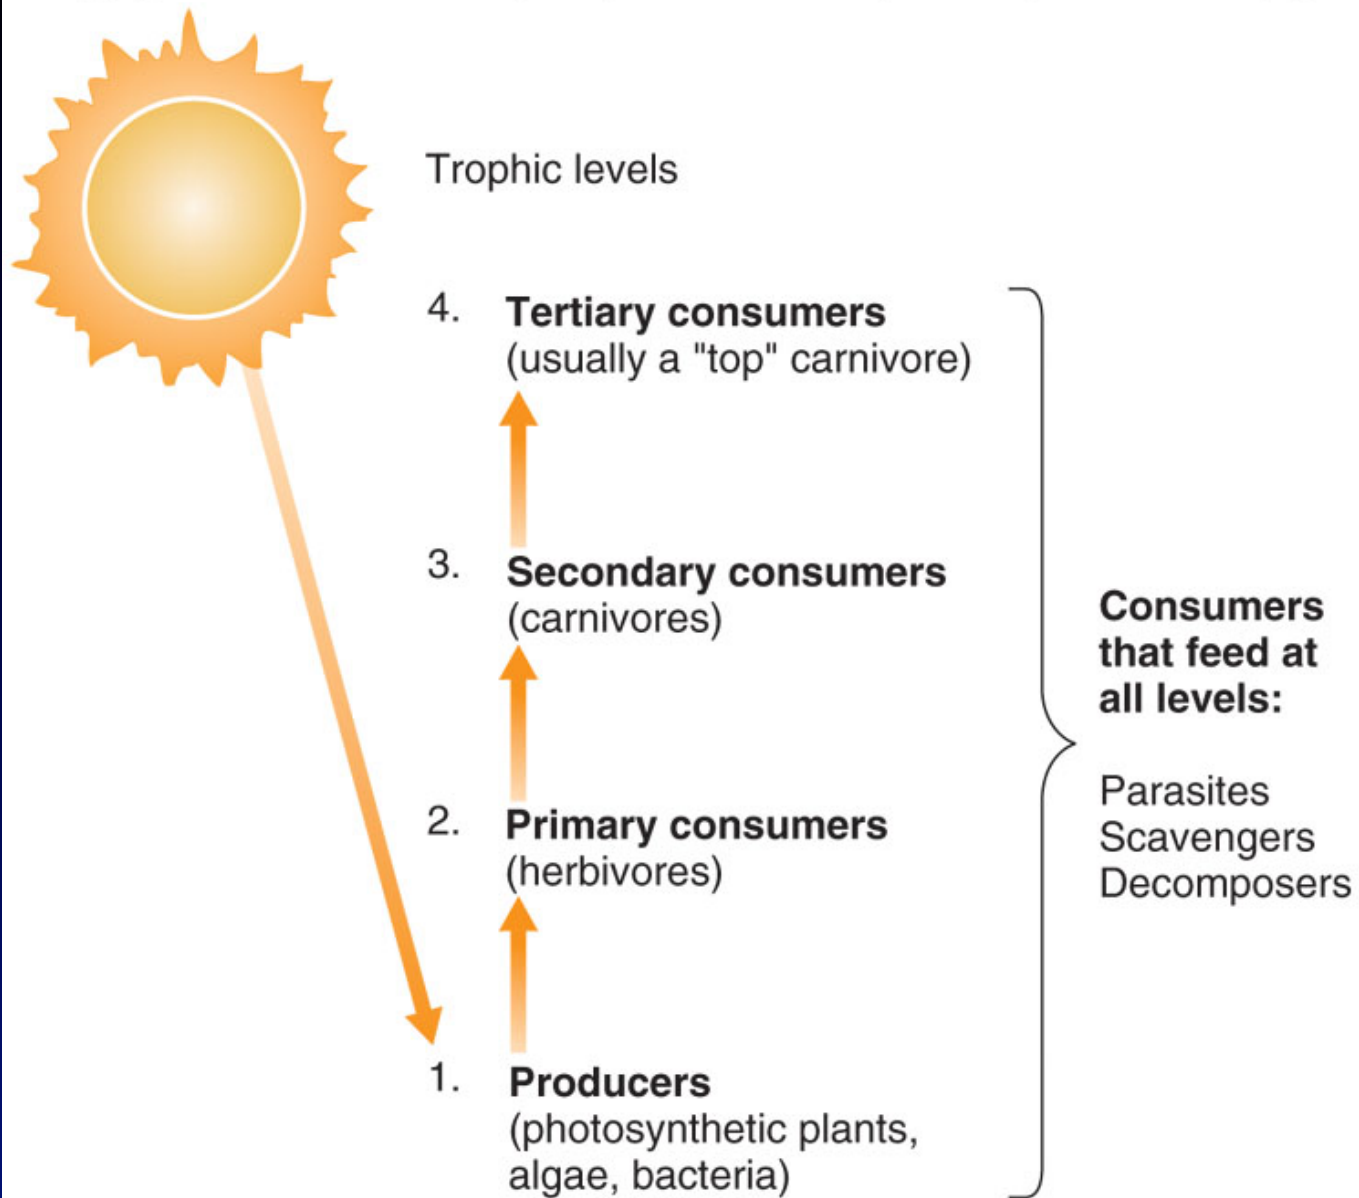 Trophic levels
4. Tertiary consumers
(usually a "top" carnivore)
3. Secondary consumers
(carnivores)
2. Primary consumers
(herbivores)
1. Producers
(photosynthetic plants,
algae, bacteria)
Consumers
that feed at
all levels:
Parasites
Scavengers
Decomposers